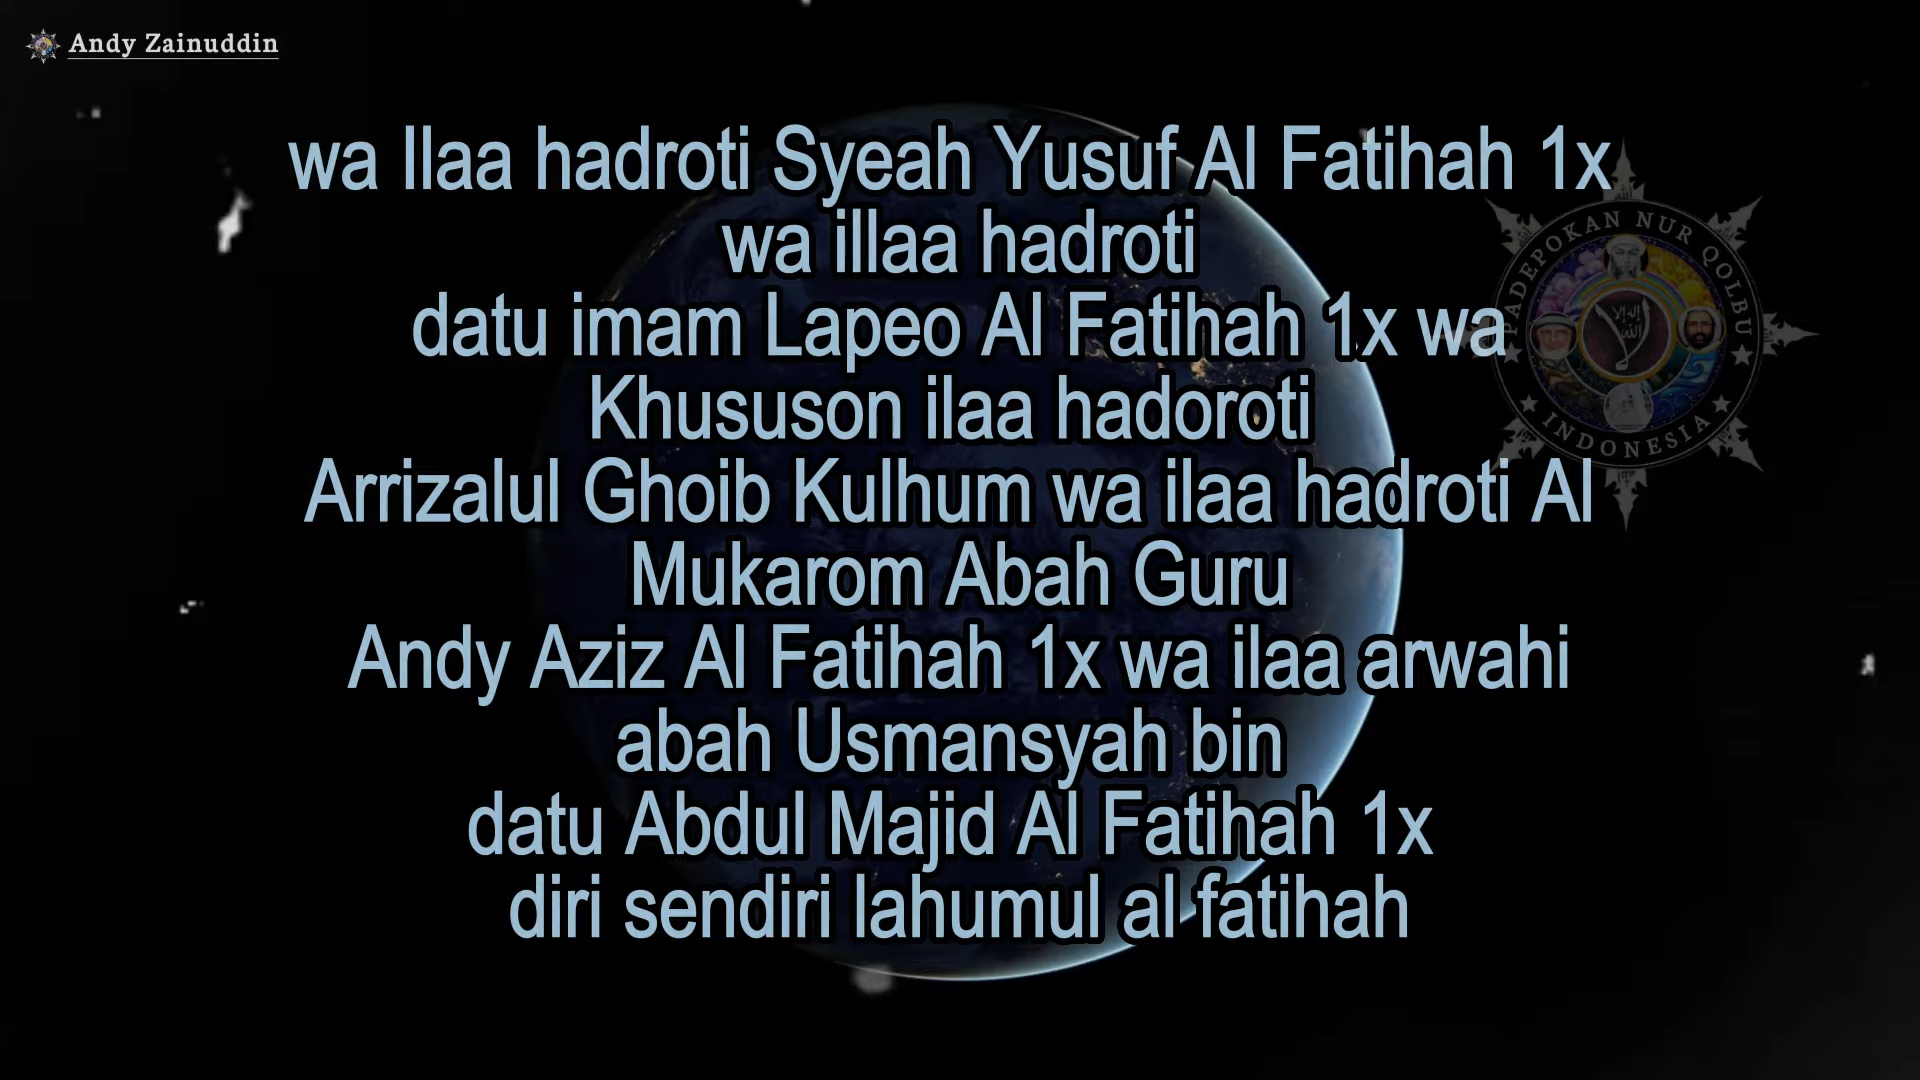 Andy Zainuddin
wa Ilaa hadroti Syeah Yusuf Al Fatihah 1x
wa illaa hadroti
datu imam Lapeo Al Fatihah 1x wa
Khususon ilaa hadoroti
Arrizalul Ghoib Kulhum wa ilaa hadroti Al
Mukarom Abah Guru
Andy Aziz Al Fatihah 1x wa ilaa arwahi
abah Usmansyah bin
datu Abdul Majid Al Fatihah 1x
diri sendiri lahumul al fatihah
PADEPOKAN NUR QOLBU
INDONESIA